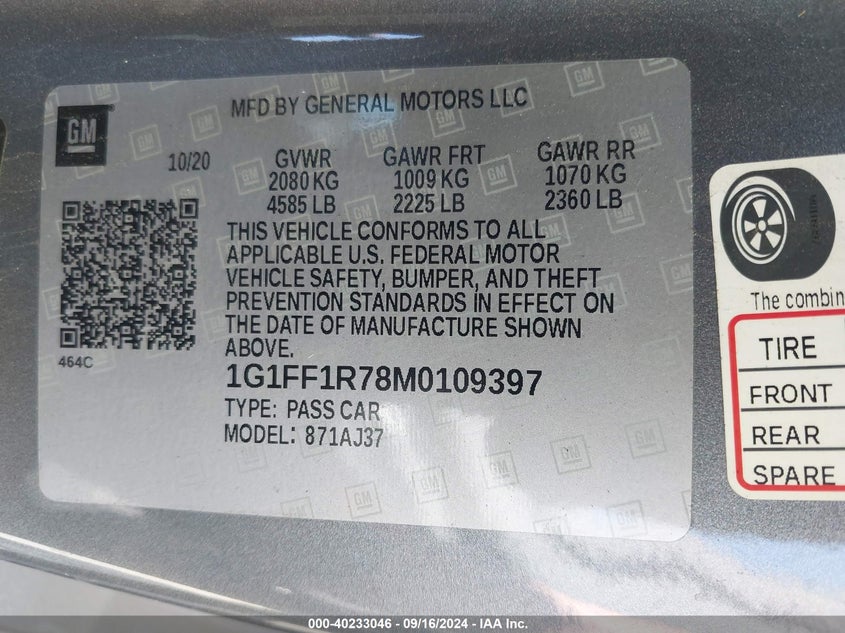 MFD BY GENERAL MOTORS LLC
GM
10/20 GVWR GAWR FRT GAWR RR
2080 KG 1009 KG 1070 KG
4585 LB 2225 LB 2360 LB
THIS VEHICLE CONFORMS TO ALL
APPLICABLE U.S. FEDERAL MOTOR
VEHICLE SAFETY, BUMPER, AND THEFT
PREVENTION STANDARDS IN EFFECT ON
THE DATE OF MANUFACTURE SHOWN
ABOVE.
464C
1G1FF1R78M0109397
TYPE: PASS CAR
MODEL: 871AJ37
The combin
TIRE
FRONT
REAR
SPARE
000-40233046 - 09/16/2024 - IAA Inc.